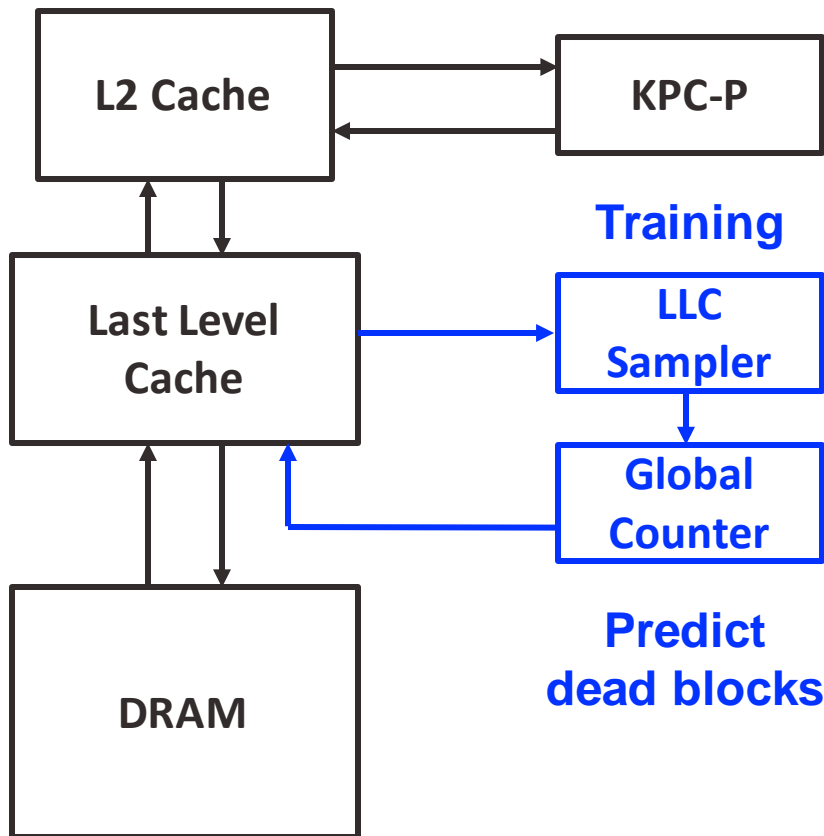 L2 Cache
KPC-P
Training
Last Level
Cache
LLC
Sampler
Global
Counter
Predict
dead blocks
DRAM